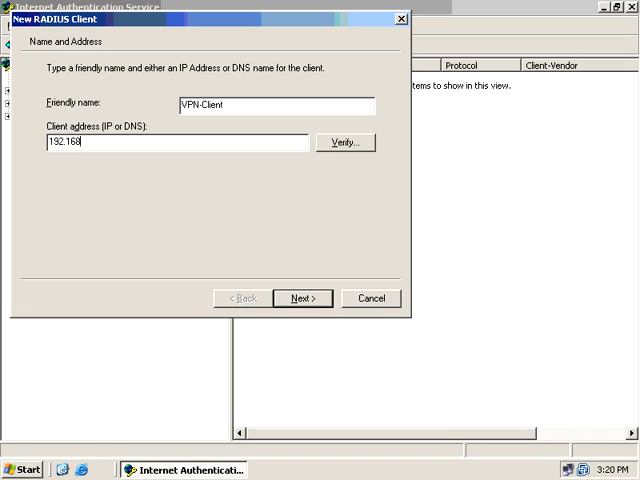 Internet Authentication Service
New RADIUS Client
Name and Address
Type a friendly name and either an IP Address or DNS name for the client.
Friendly name:
VPN-Client
Client address (IP or DNS):
192.168
Verify...
< Back
Next >
Cancel
Protocol
Client-Vendor
items to show in this view.
Start
Internet Authenticati...
3:20 PM